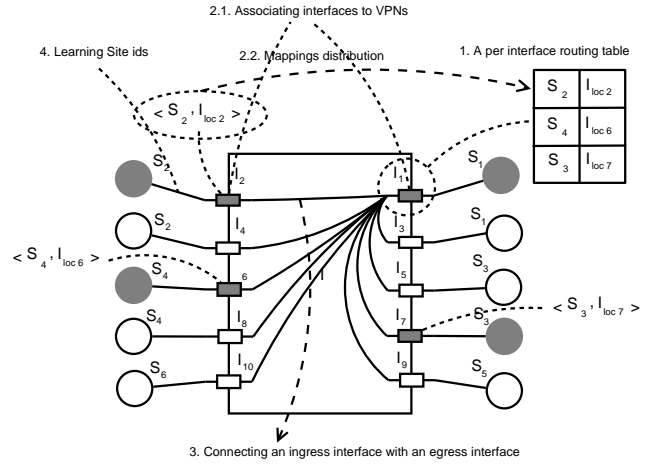 2.1. Associating interfaces to VPNs
4. Learning Site ids
2.2. Mappings distribution
1. A per interface routing table
< S2 , Iloc 2 >
S2 Iloc 2
S4 Iloc 6
S3 Iloc 7
S2
I2
I1
S1
S2
I4
I3
S1
< S4 , Iloc 6 >
S4
6
I
I5
S3
S4
I8
I7
S3
< S3 , Iloc 7 >
S6
I10
I9
S5
3. Connecting an ingress interface with an egress interface